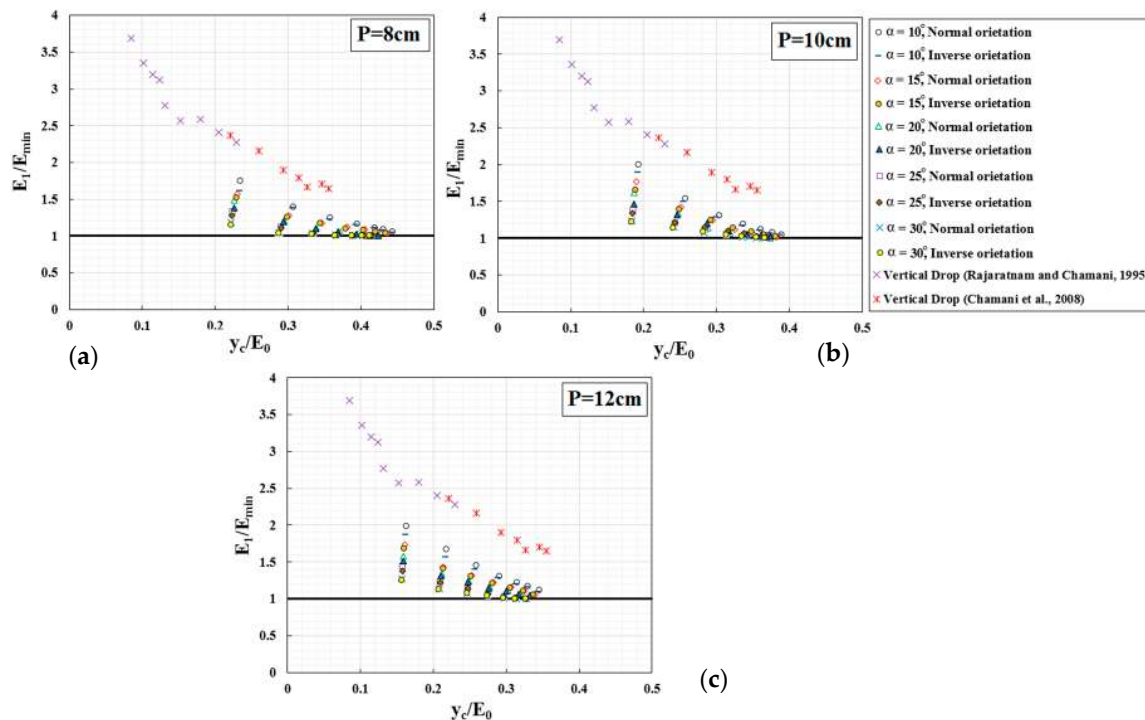 P=8cm
4
3.5
3
2.5
2
1.5
1
0.5
0
E₁/Eₘᵢₙ
0 0.1 0.2 0.3 0.4 0.5
y_c/E₀
(a)
P=10cm
4
3.5
3
2.5
2
1.5
1
0.5
0
E₁/Eₘᵢₙ
0 0.1 0.2 0.3 0.4 0.5
y_c/E₀
(b)
α = 10°, Normal orietation
α = 10°, Inverse orietation
α = 15°, Normal orietation
α = 15°, Inverse orietation
α = 20°, Normal orietation
α = 20°, Inverse orietation
α = 25°, Normal orietation
α = 25°, Inverse orietation
α = 30°, Normal orietation
α = 30°, Inverse orietation
Vertical Drop (Rajaratnam and Chamani, 1995
Vertical Drop (Chamani et al., 2008)
P=12cm
4
3.5
3
2.5
2
1.5
1
0.5
0
E₁/Eₘᵢₙ
0 0.1 0.2 0.3 0.4 0.5
y_c/E₀
(c)